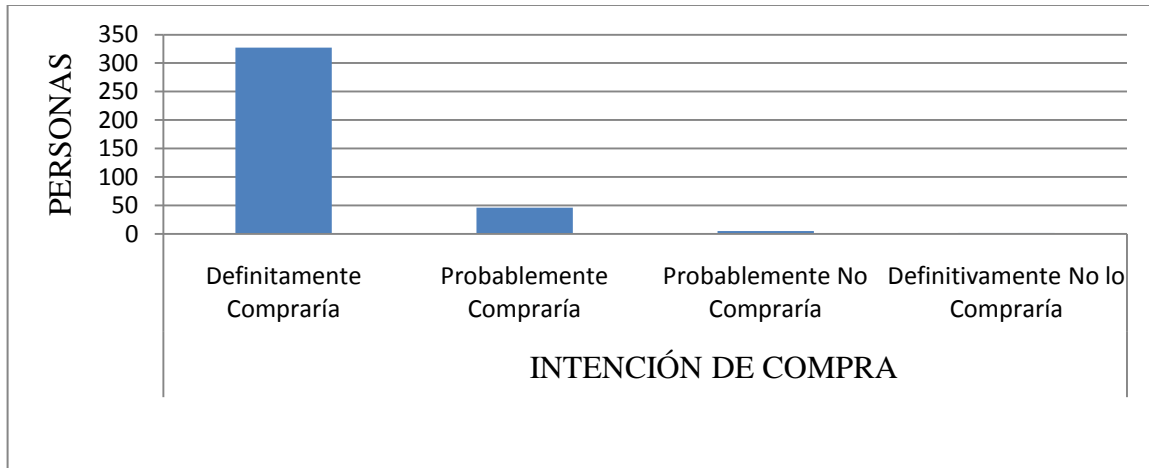 PERSONAS
350
300
250
200
150
100
50
0
Definitamente
Compraría
Probablemente
Compraría
Probablemente No
Compraría
Definitivamente No lo
Compraría
INTENCIÓN DE COMPRA